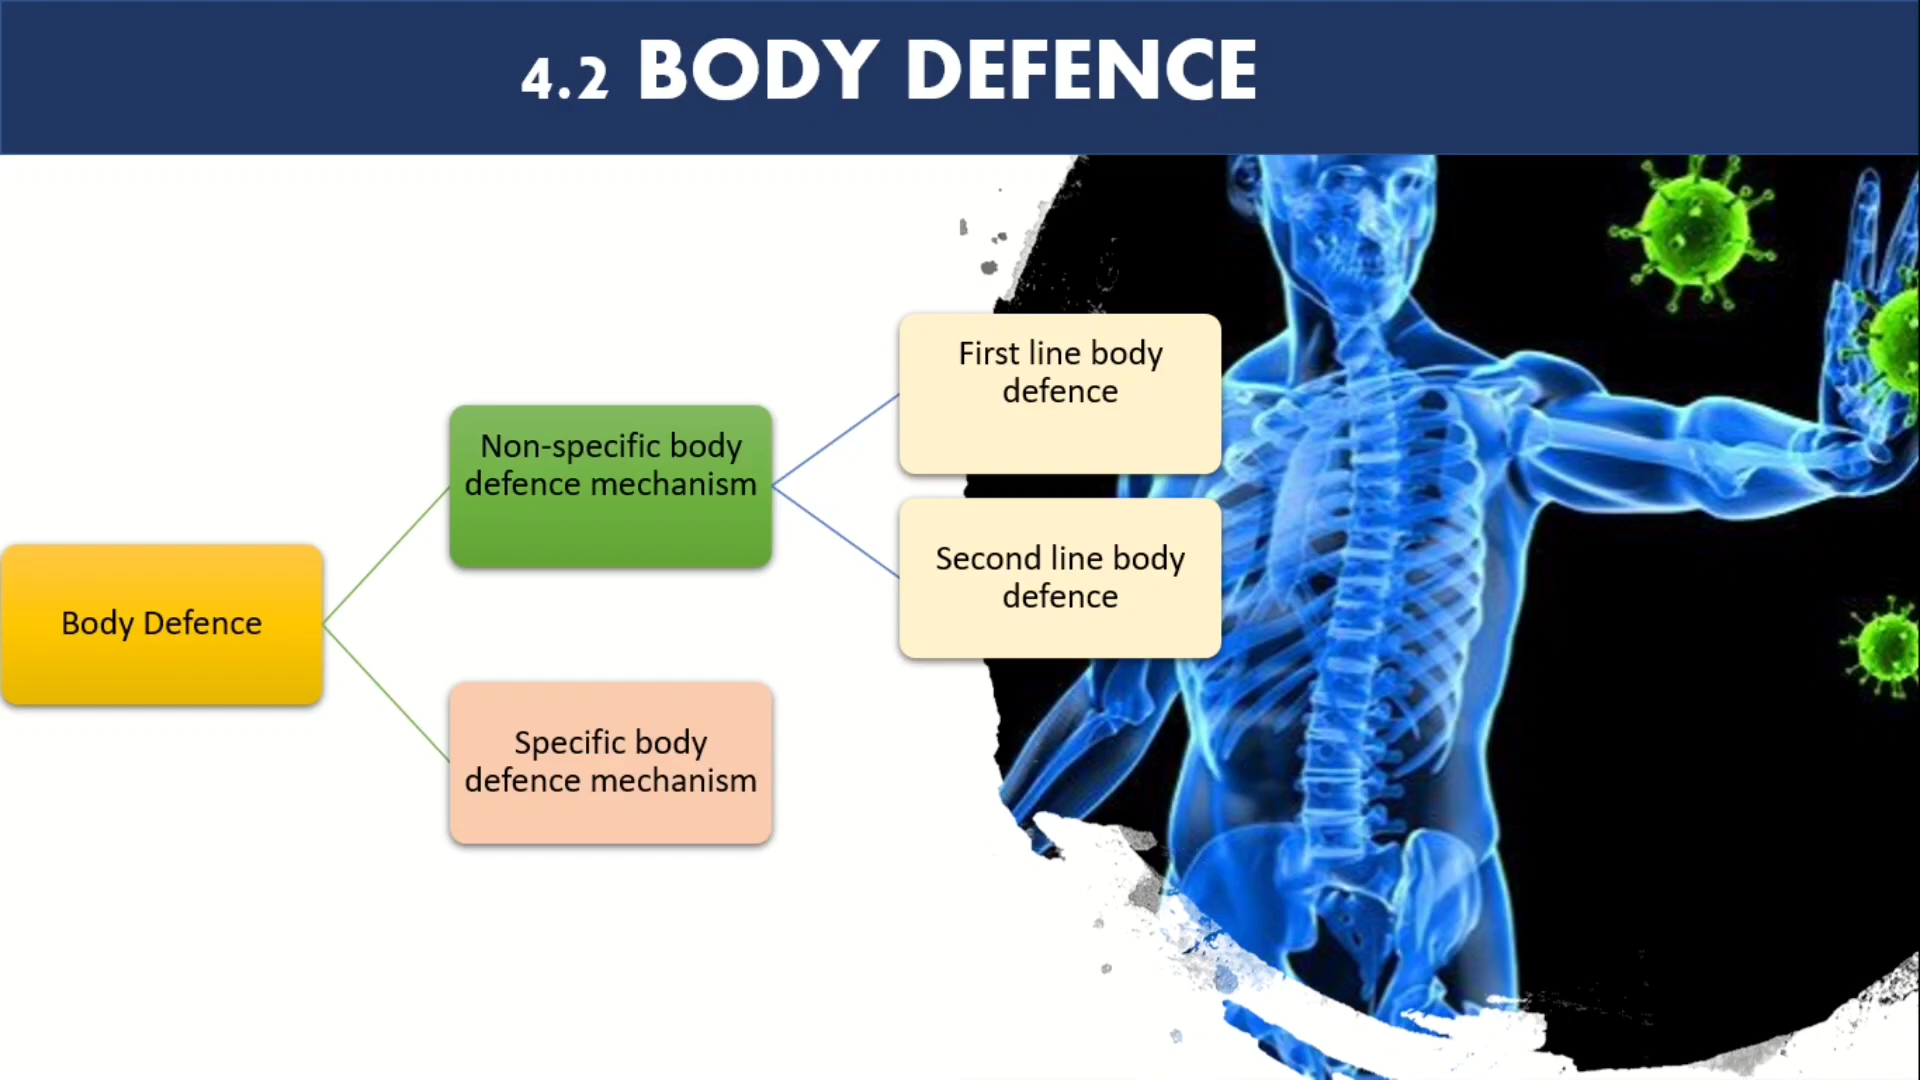 4.2 BODY DEFENCE
Body Defence
Non-specific body
defence mechanism
Specific body
defence mechanism
First line body
defence
Second line body
defence